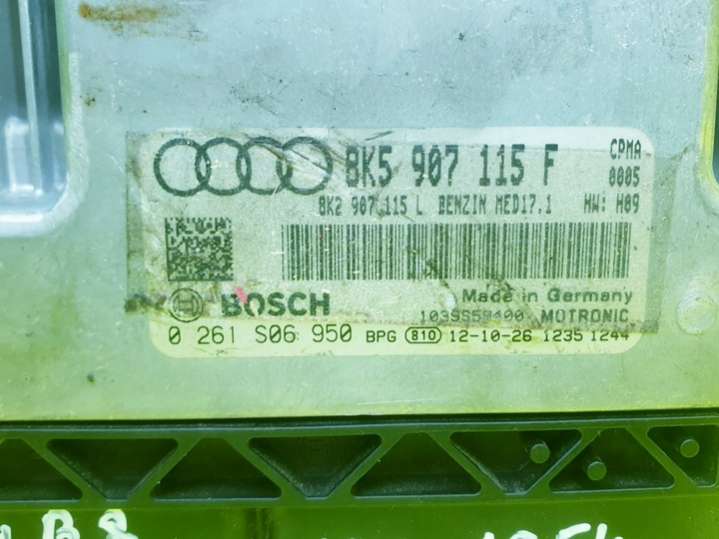 8K5 907 115 F CPMA
0005
8K2 907 115 L BENZIN MED17.1 HW: H09
BOSCH
Made in Germany
MOTRONIC
0 261 S06 950 BPG 810 12-10-26 1235 1244
B8